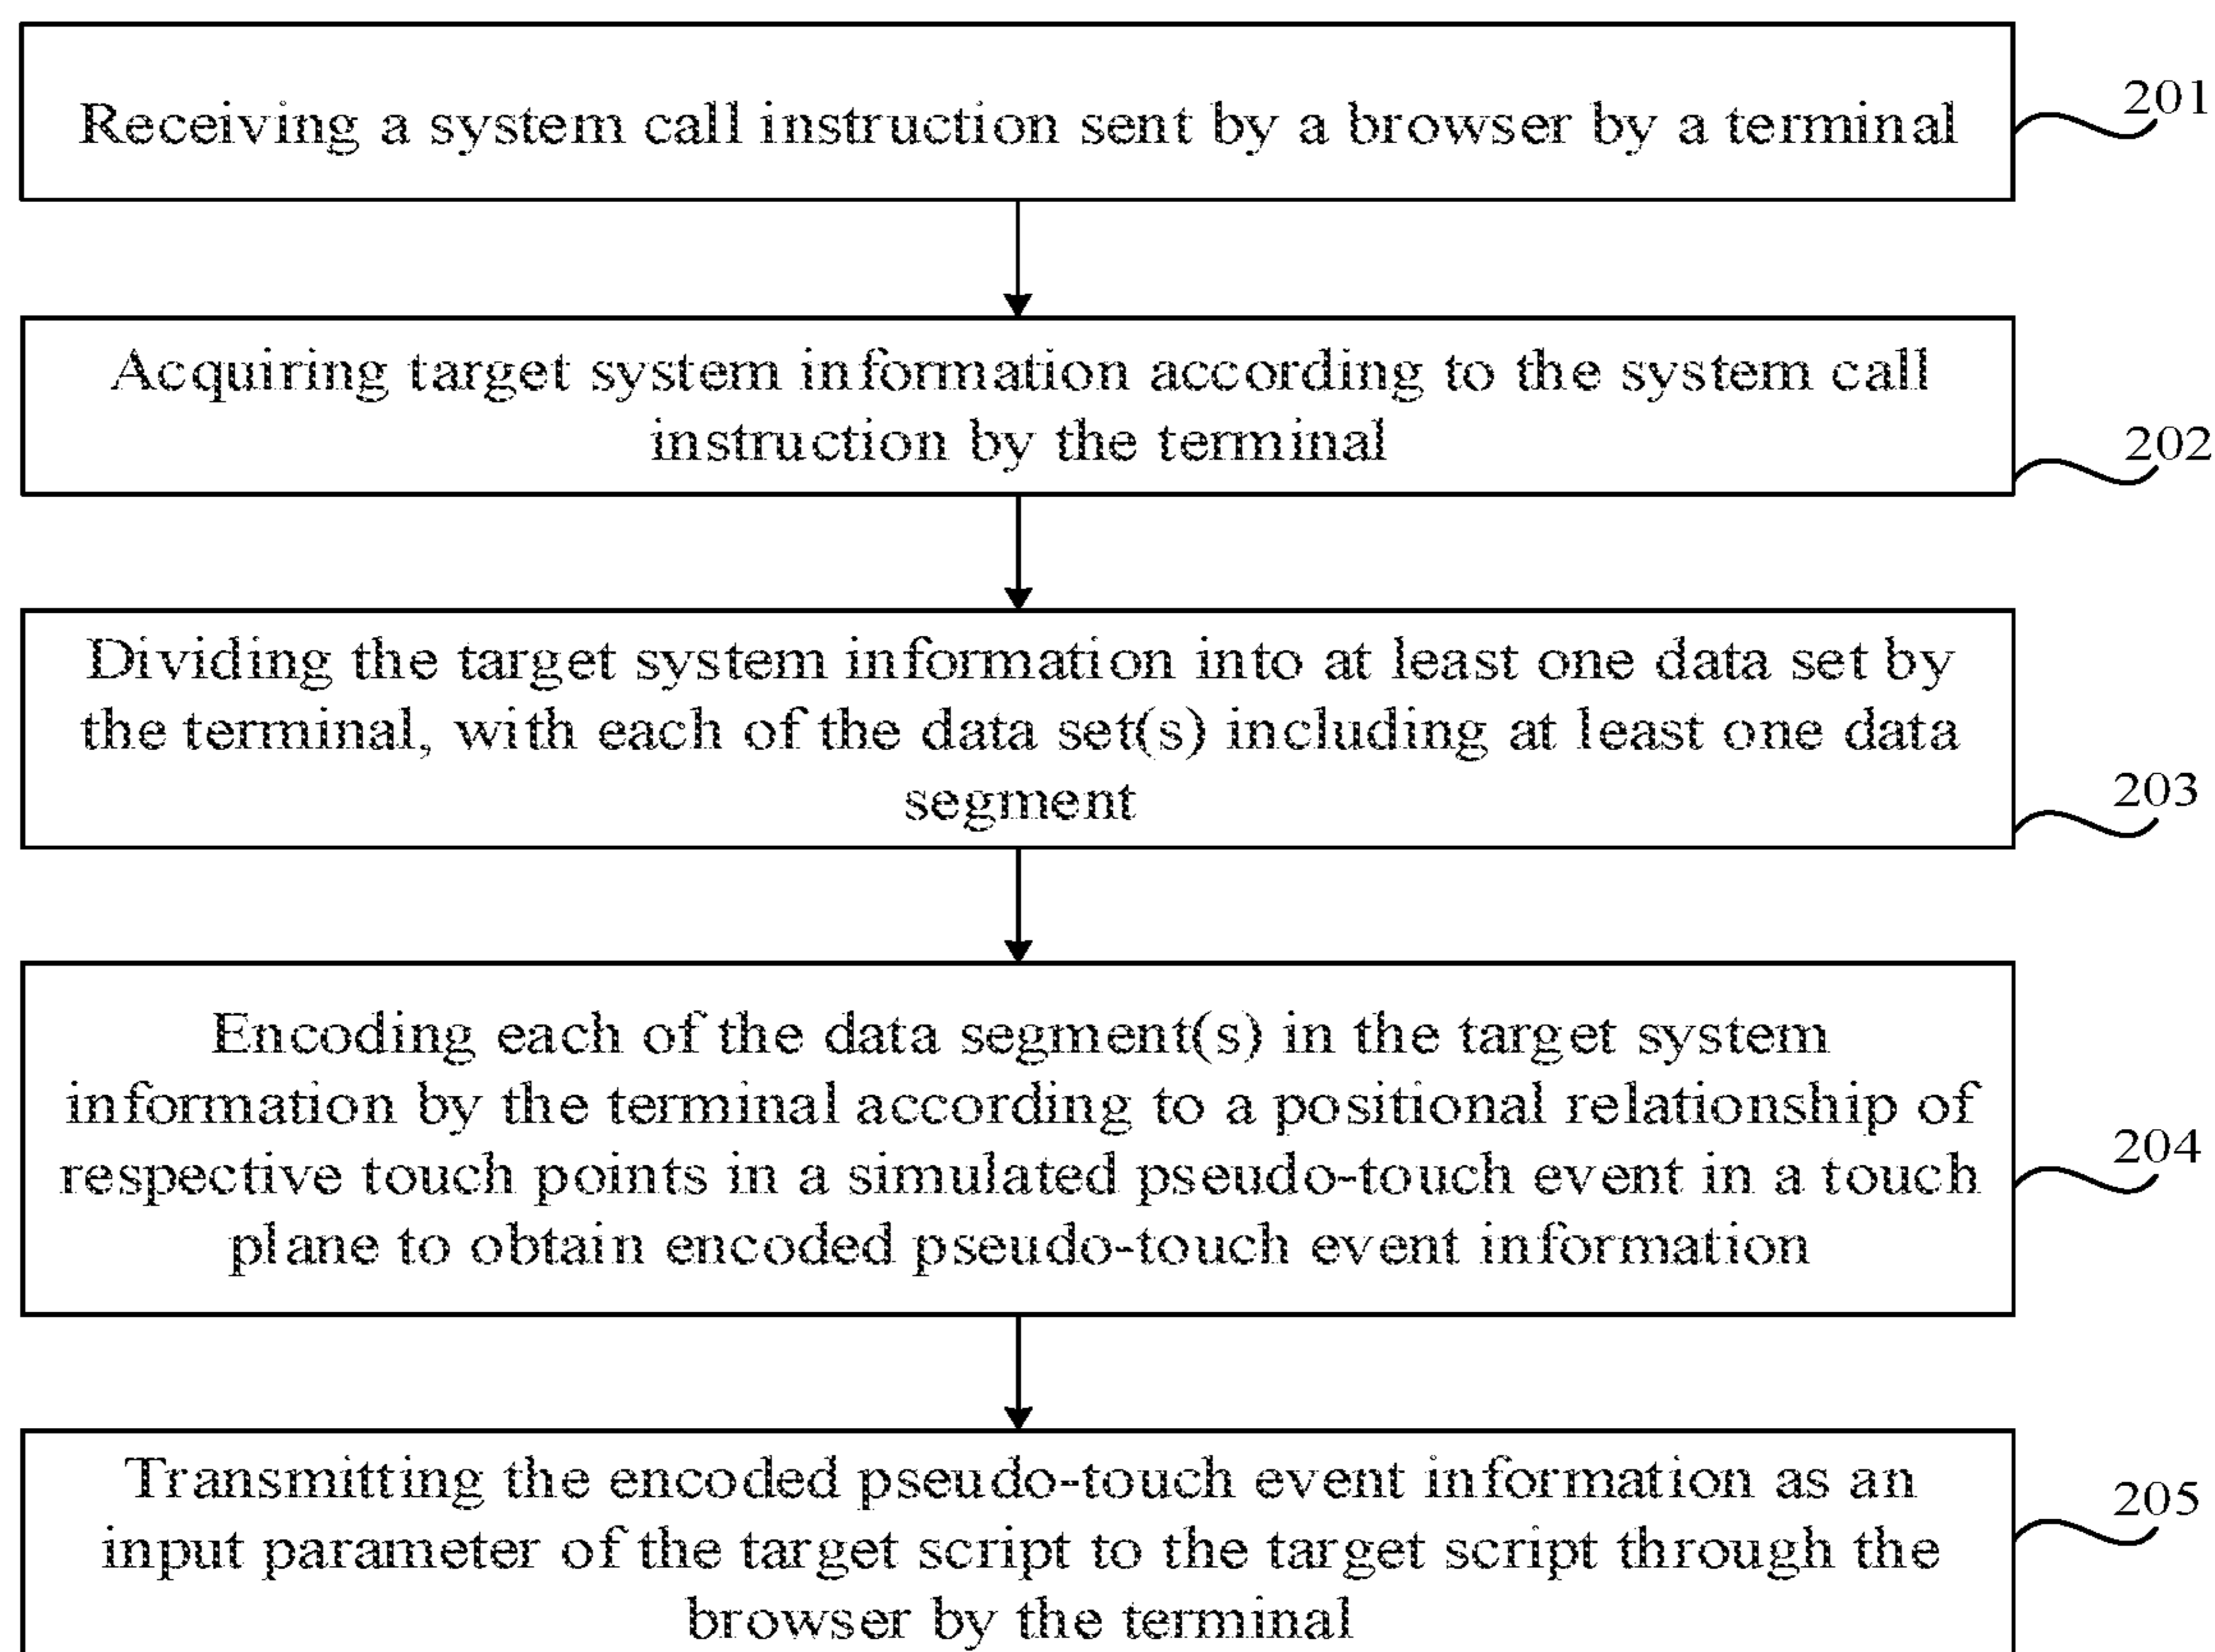 Receiving a system call instruction sent by a browser by a terminal
201
Acquiring target system information according to the system call
instruction by the terminal
202
Dividing the target system information into at least one data set by
the terminal, with each of the data set(s) including at least one data
segment
203
Encoding each of the data segment(s) in the target system
information by the terminal according to a positional relationship of
respective touch points in a simulated pseudo-touch event in a touch
plane to obtain encoded pseudo-touch event information
204
Transmitting the encoded pseudo-touch event information as an
input parameter of the target script to the target script through the
browser by the terminal
205